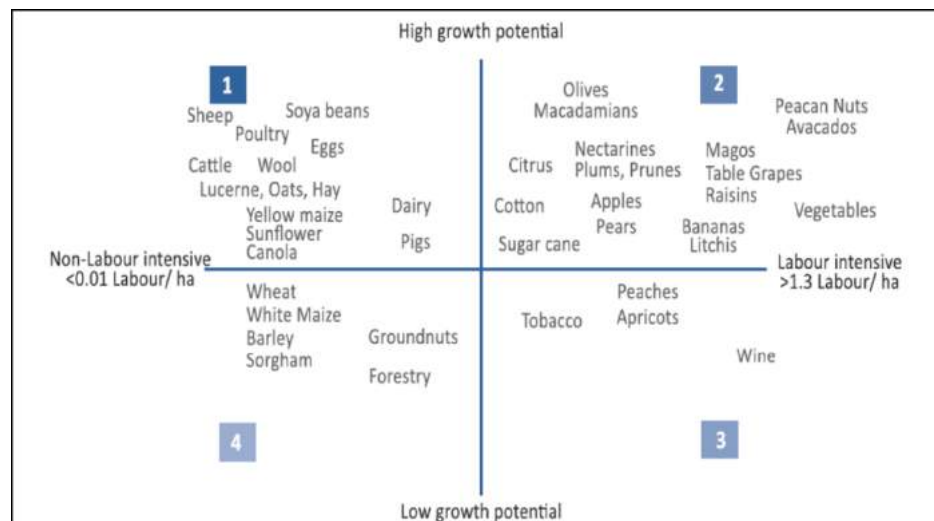 High growth potential
1
Sheep
Soya beans
Poultry
Eggs
Cattle
Wool
Lucerne, Oats, Hay
Yellow maize
Sunflower
Canola
Dairy
Pigs
2
Olives
Macadamians
Peacan Nuts
Avacados
Citrus
Nectarines
Plums, Prunes
Magos
Table Grapes
Raisins
Cotton
Apples
Pears
Vegetables
Sugar cane
Bananas
Litchis
Non-Labour intensive
<0.01 Labour/ ha
Labour intensive
>1.3 Labour/ ha
Wheat
White Maize
Barley
Sorgham
Groundnuts
Forestry
4
Peaches
Apricots
Tobacco
Wine
3
Low growth potential